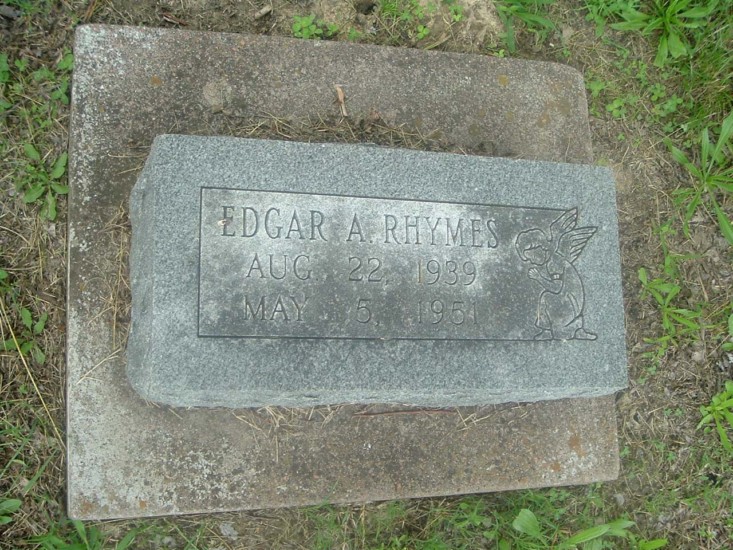 EDGAR A. RHYMES
AUG 22, 1939
MAY 5, 1951